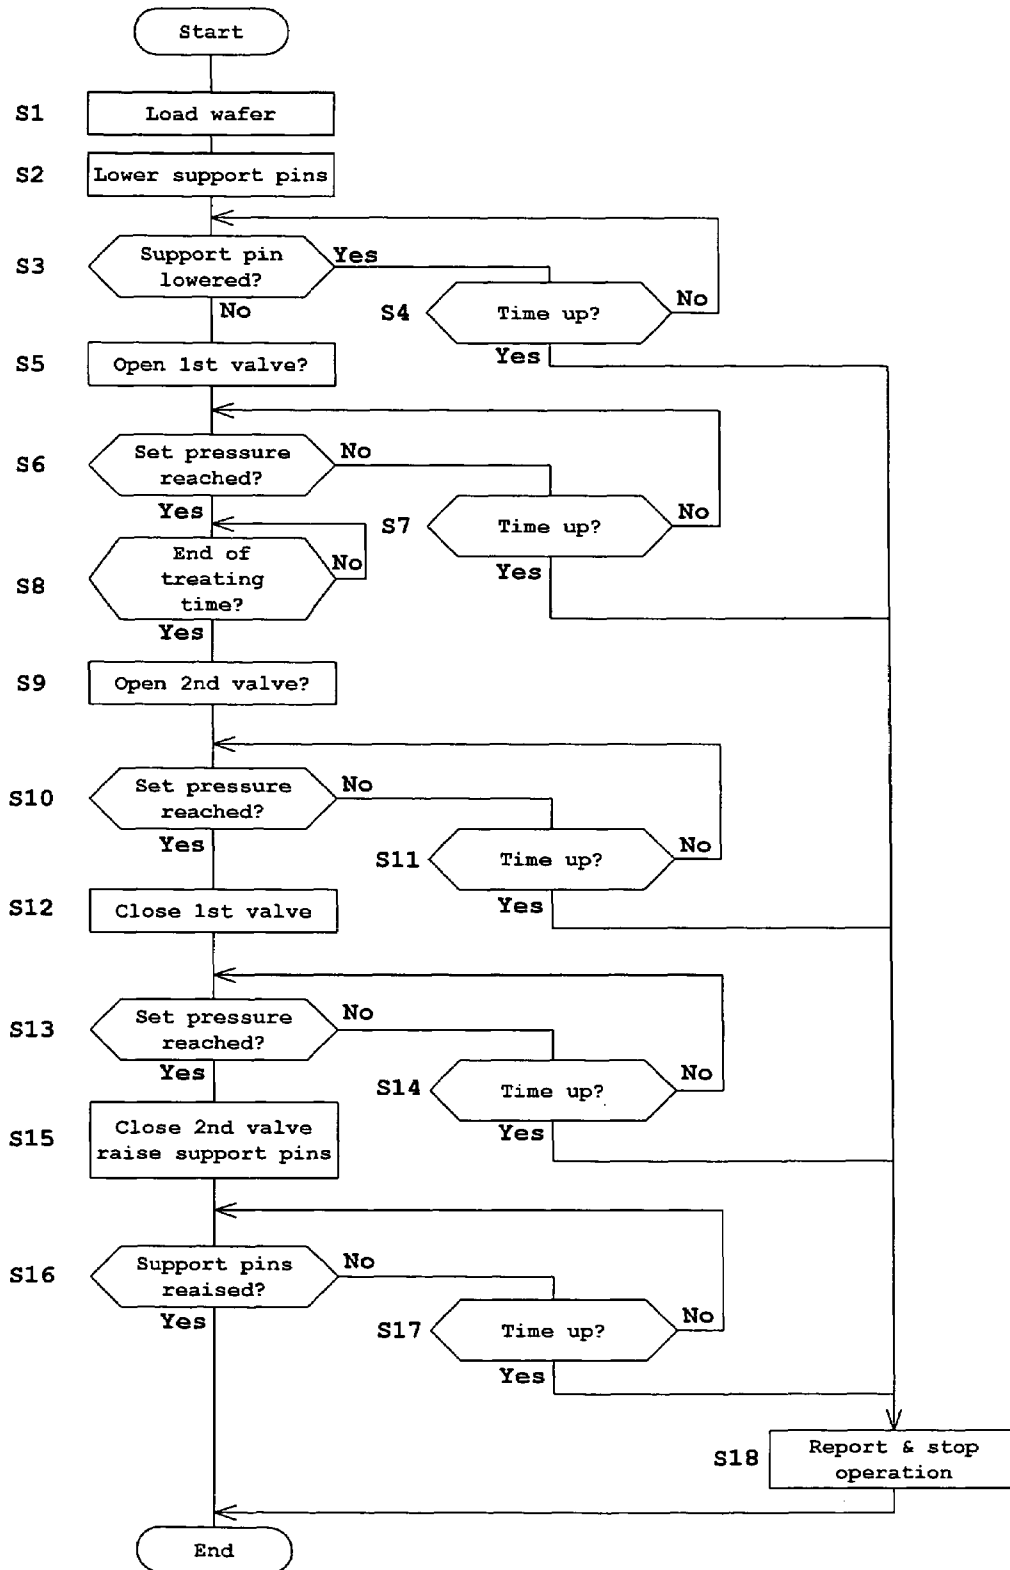 Start
S1
Load wafer
S2
Lower support pins
S3
Support pin
lowered?
Yes
No
S4
Time up?
No
Yes
S5
Open 1st valve?
S6
Set pressure
reached?
No
Yes
S7
Time up?
No
Yes
S8
End of
treating
time?
No
Yes
S9
Open 2nd valve?
S10
Set pressure
reached?
No
Yes
S11
Time up?
No
Yes
S12
Close 1st valve
S13
Set pressure
reached?
No
Yes
S14
Time up?
No
Yes
S15
Close 2nd valve
raise support pins
S16
Support pins
reaised?
No
Yes
S17
Time up?
No
Yes
S18
Report & stop
operation
End